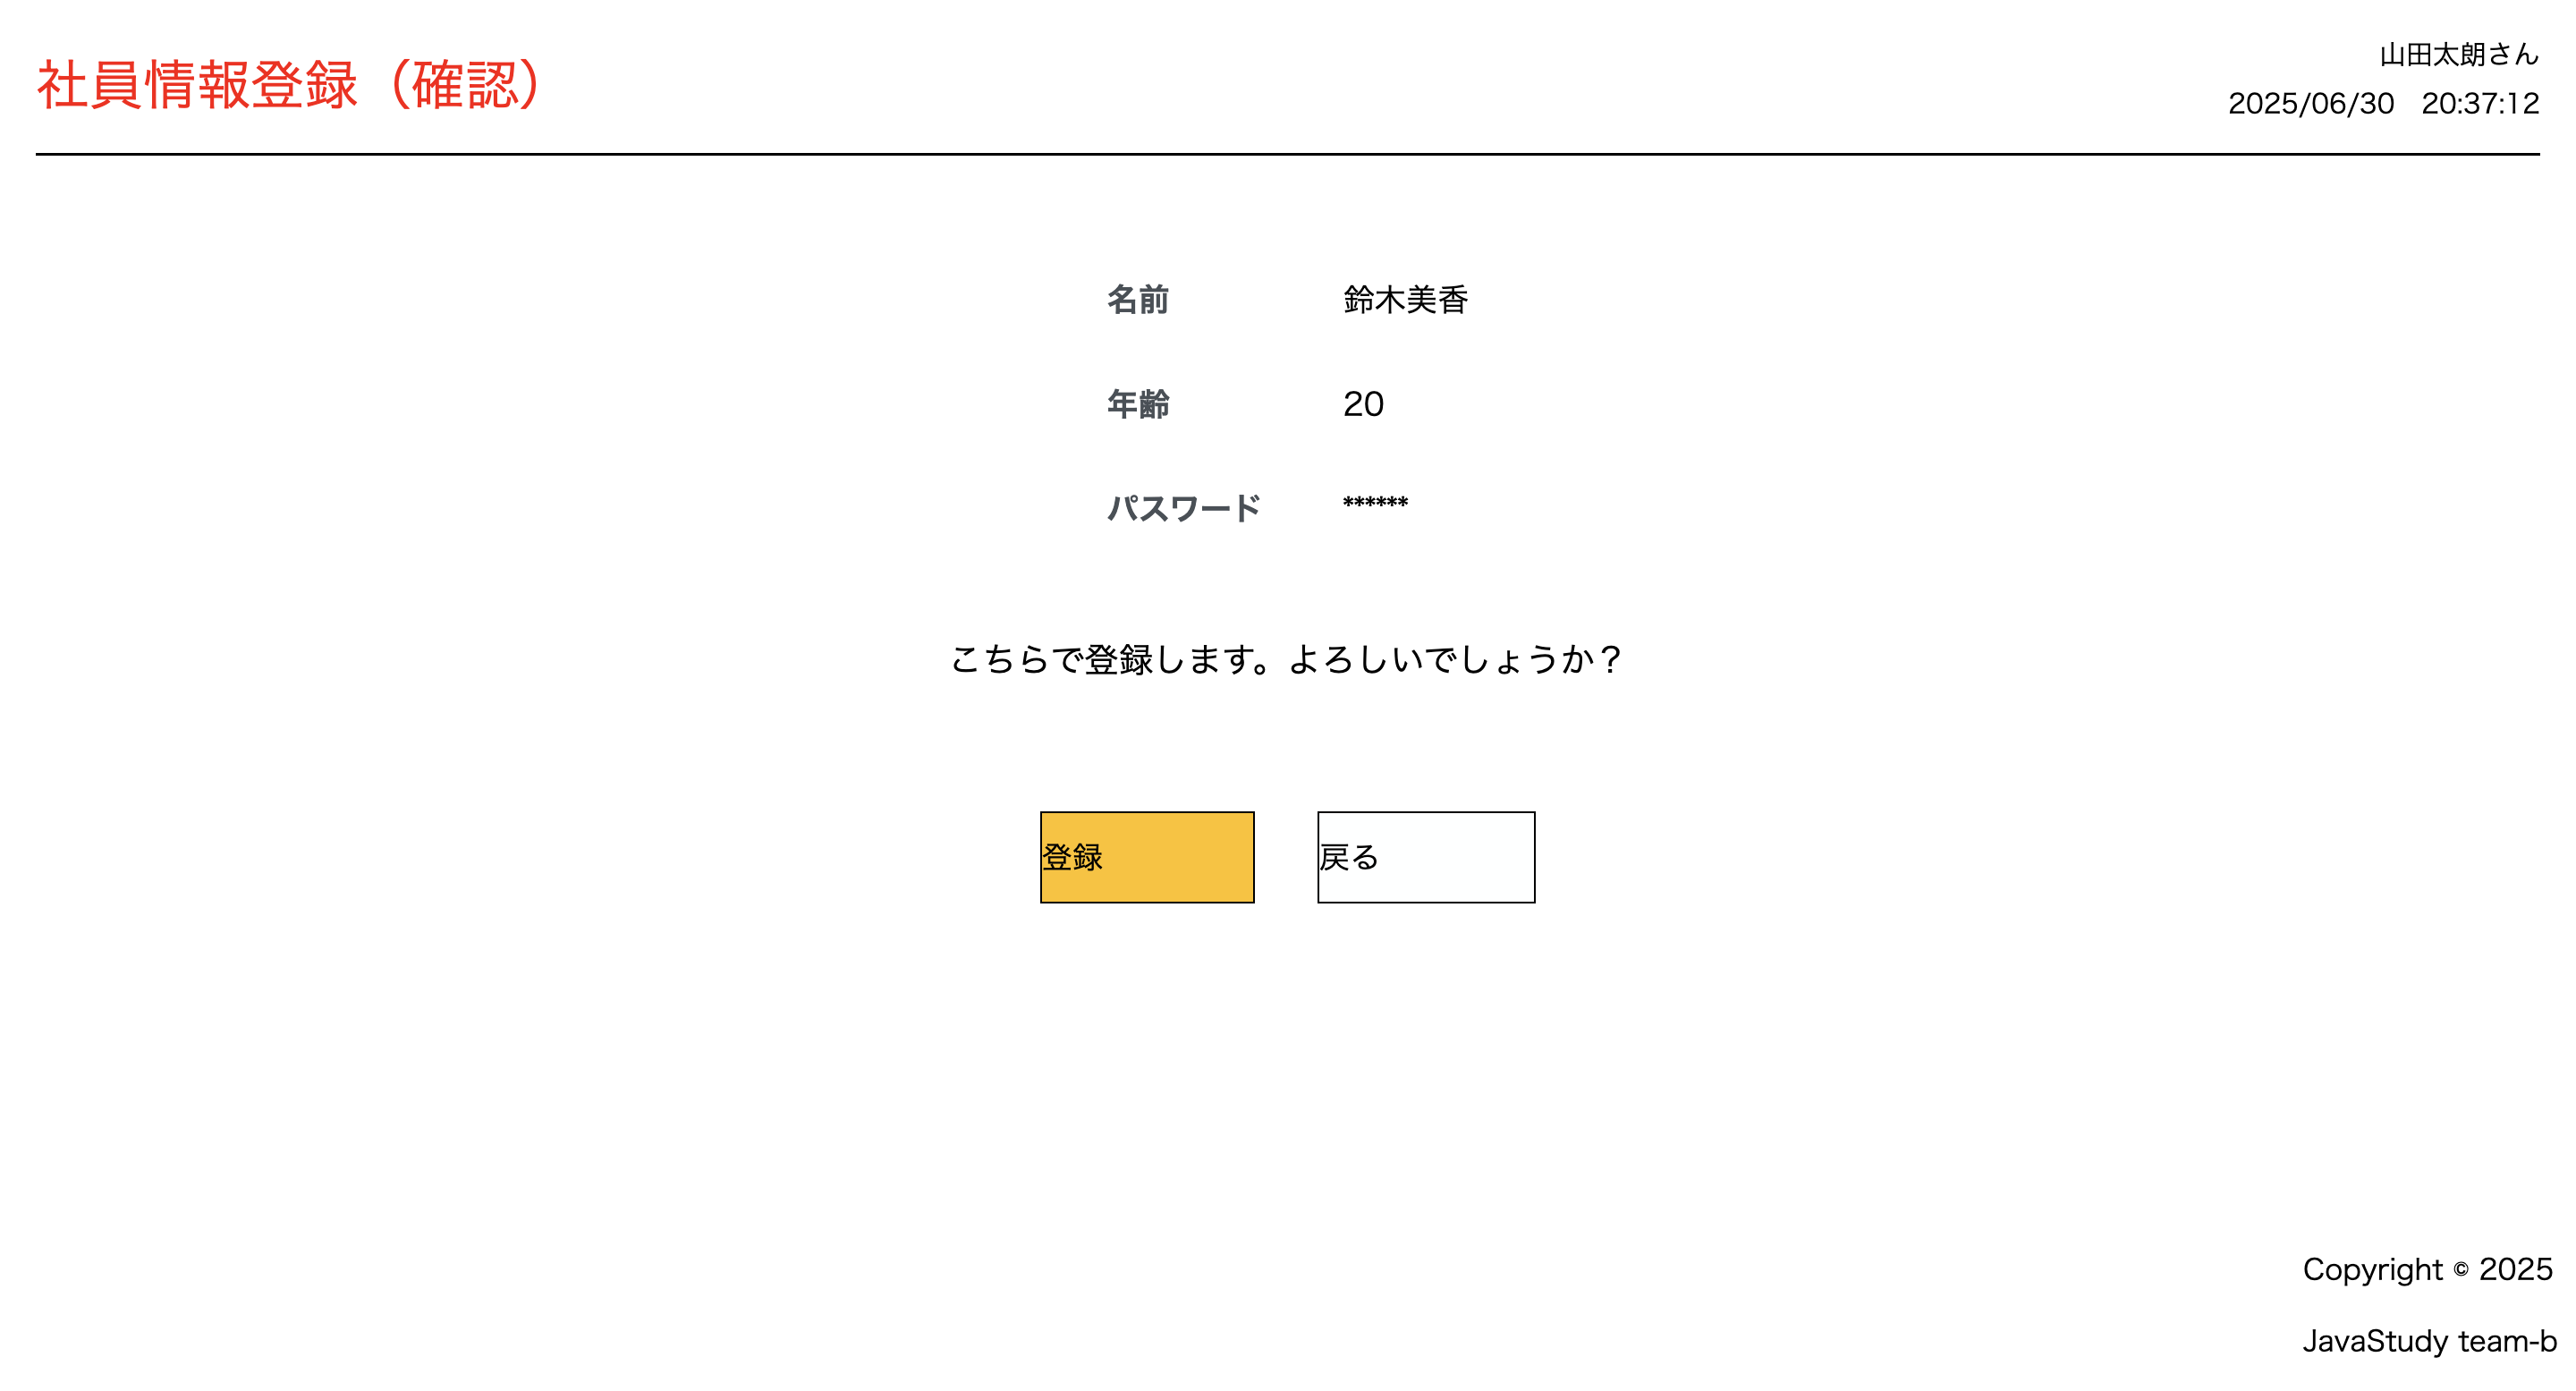 社員情報登録（確認）
山田太朗さん
2025/06/30　20:37:12
名前　鈴木美香
年齢　20
パスワード　******
こちらで登録します。よろしいでしょうか？
登録　戻る
Copyright © 2025
JavaStudy team-b